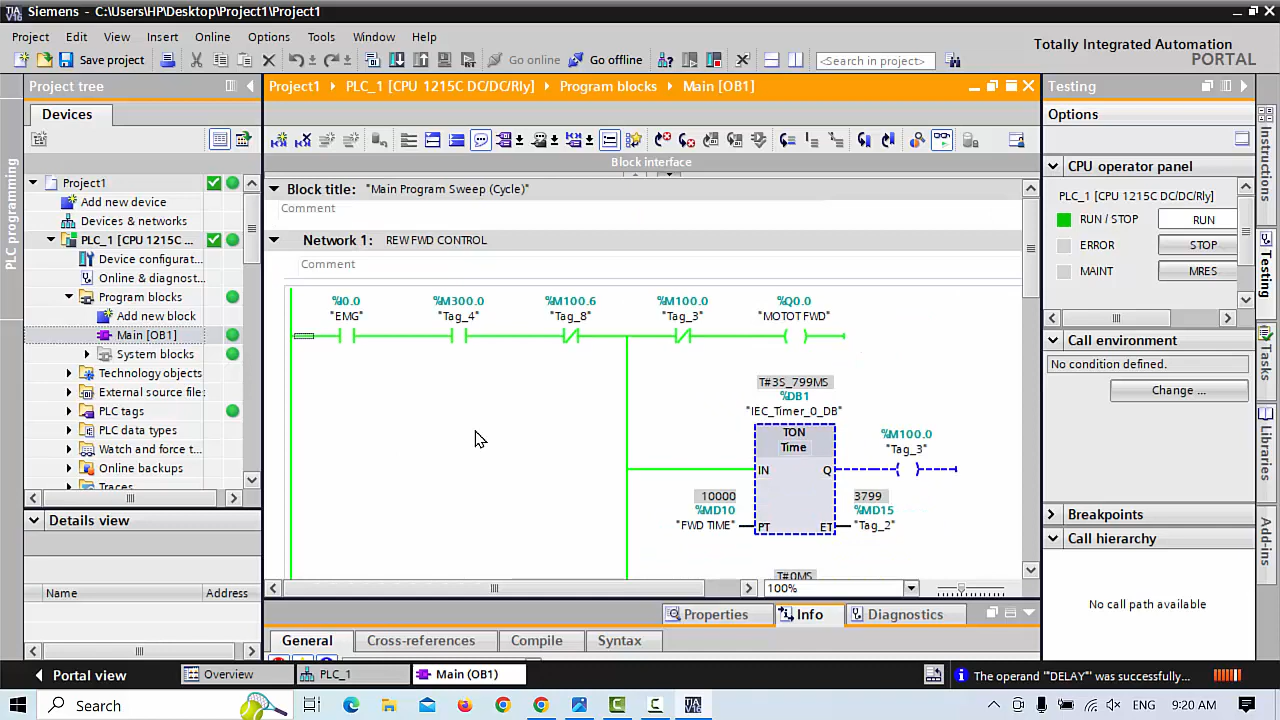 Siemens - C:\Users\HP\Desktop\Project1\Project1
Project Edit View Insert Online Options Tools Window Help
Totally Integrated Automation
PORTAL
Save project
Go online
Go offline
<Search in project>
Project tree
Project1 PLC_1 [CPU 1215C DC/DC/Rly] Program blocks Main [OB1]
Testing
Devices
Options
PLC programming
Block interface
Project1
Add new device
Devices & networks
PLC_1 [CPU 1215C ...
Device configurat...
Online & diagnost...
Program blocks
Add new block
Main [OB1]
System blocks
Technology objects
External source file
PLC tags
PLC data types
Watch and force t
Online backups
Traces
Block title: "Main Program Sweep (Cycle)"
Comment
Network 1: REW FWD CONTROL
Comment
%I0.0 %M300.0 %M100.6 %M100.0 %Q0.0
"EMG" "Tag_4" "Tag_8" "Tag_3" "MOTOT FWD"
T#3S_799MS
%DB1
"IEC_Timer_0_DB"
TON
Time
%M100.0
"Tag_3"
IN Q
10000 3799
%MD10 %MD15
"FWD TIME" PT ET "Tag_2"
T#0MS
100%
CPU operator panel
PLC_1 [CPU 1215C DC/DC/Rly]
RUN / STOP RUN
ERROR STOP
MAINT MRES
Call environment
No condition defined.
Change ...
Breakpoints
Call hierarchy
No call path available
Instructions
Testing
Tasks
Libraries
Add-ins
Details view
Name Address
Properties Info Diagnostics
General Cross-references Compile Syntax
Portal view Overview PLC_1 Main (OB1)
The operand '"DELAY"' was successfully...
Search
ENG 9:20 AM